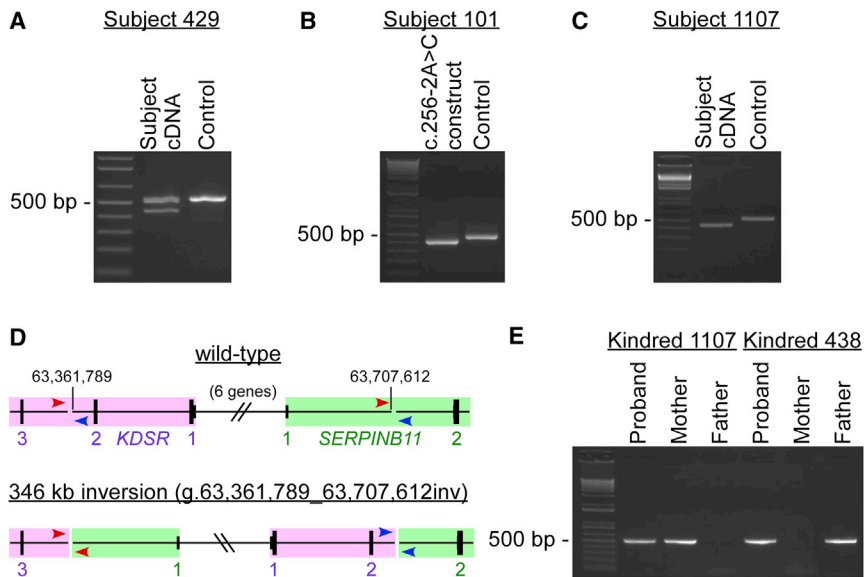 A
Subject 429
Subject cDNA
Control
500 bp -
B
Subject 101
c.256-2A>C construct
Control
500 bp -
C
Subject 1107
Subject cDNA
Control
500 bp -
D
wild-type
63,361,789
(6 genes)
63,707,612
3 2 KDSR 1 1 SERPINB11 2
346 kb inversion (g.63,361,789_63,707,612inv)
3 1 1 2 2
E
Kindred 1107 Kindred 438
Proband Mother Father Proband Mother Father
500 bp -